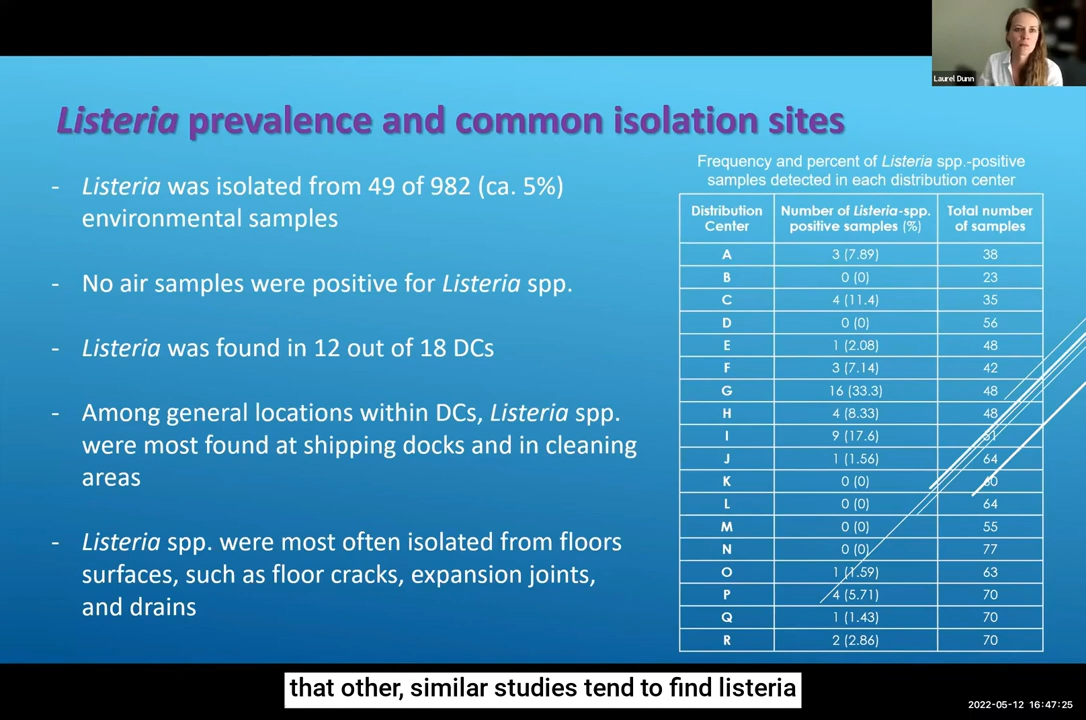 Laurel Dunn
Listeria prevalence and common isolation sites
- Listeria was isolated from 49 of 982 (ca. 5%)
environmental samples
- No air samples were positive for Listeria spp.
- Listeria was found in 12 out of 18 DCs
- Among general locations within DCs, Listeria spp.
were most found at shipping docks and in cleaning
areas
- Listeria spp. were most often isolated from floors
surfaces, such as floor cracks, expansion joints,
and drains
Frequency and percent of Listeria spp.-positive
samples detected in each distribution center
Distribution Center Number of Listeria-spp. positive samples (%) Total number of samples
A 3 (7.89) 38
B 0 (0) 23
C 4 (11.4) 35
D 0 (0) 56
E 1 (2.08) 48
F 3 (7.14) 42
G 16 (33.3) 48
H 4 (8.33) 48
I 9 (17.6) 51
J 1 (1.56) 64
K 0 (0) 60
L 0 (0) 64
M 0 (0) 55
N 0 (0) 77
O 1 (1.59) 63
P 4 (5.71) 70
Q 1 (1.43) 70
R 2 (2.86) 70
that other, similar studies tend to find listeria
2022-05-12 16:47:25